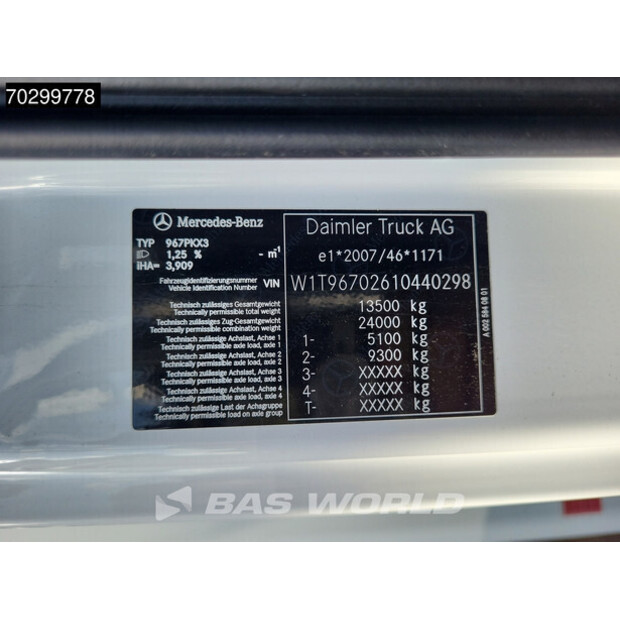 70299778
Mercedes-Benz
Daimler Truck AG
TYP 967PKX3
1,25 % - m-1
iHA= 3,909
e1*2007/46*1171
Fahrzeugidentifizierungsnummer
Vehicle Identification Number VIN W1T96702610440298
Technisch zulässiges Gesamtgewicht
Technically permissible total weight 13500 kg
Technisch zulässiges Zug-Gesamtgewicht
Technically permissible combination weight 24000 kg
Technisch zulässige Achslast, Achse 1
Technically permissible axle load, axle 1 1- 5100 kg
Technisch zulässige Achslast, Achse 2
Technically permissible axle load, axle 2 2- 9300 kg
Technisch zulässige Achslast, Achse 3
Technically permissible axle load, axle 3 3- XXXXX kg
Technisch zulässige Achslast, Achse 4
Technically permissible axle load, axle 4 4- XXXXX kg
Technisch zulässige Last der Achsgruppe
Technically permissible load on axle group T- XXXXX kg
A 002 584 08 01
BAS WORLD